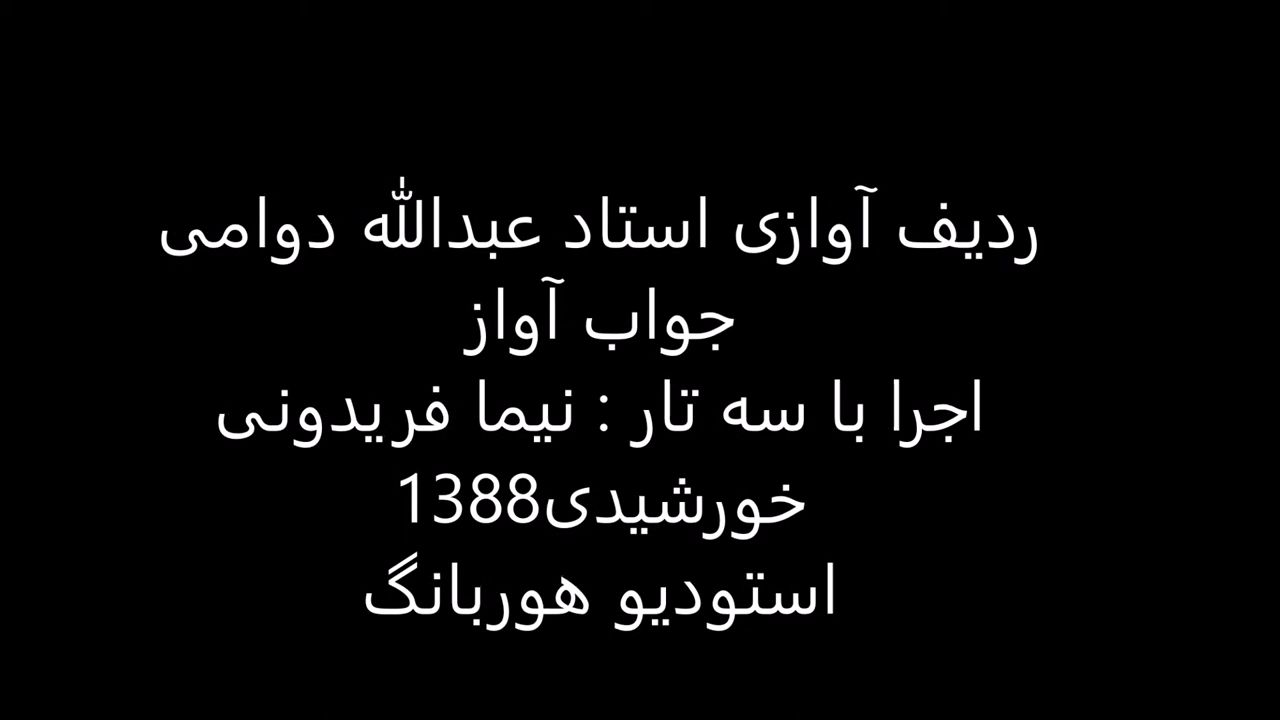 ردیف آوازی استاد عبدالله دوامی
جواب آواز
اجرا با سه تار : نیما فریدونی
خورشیدی1388
استودیو هوربانگ